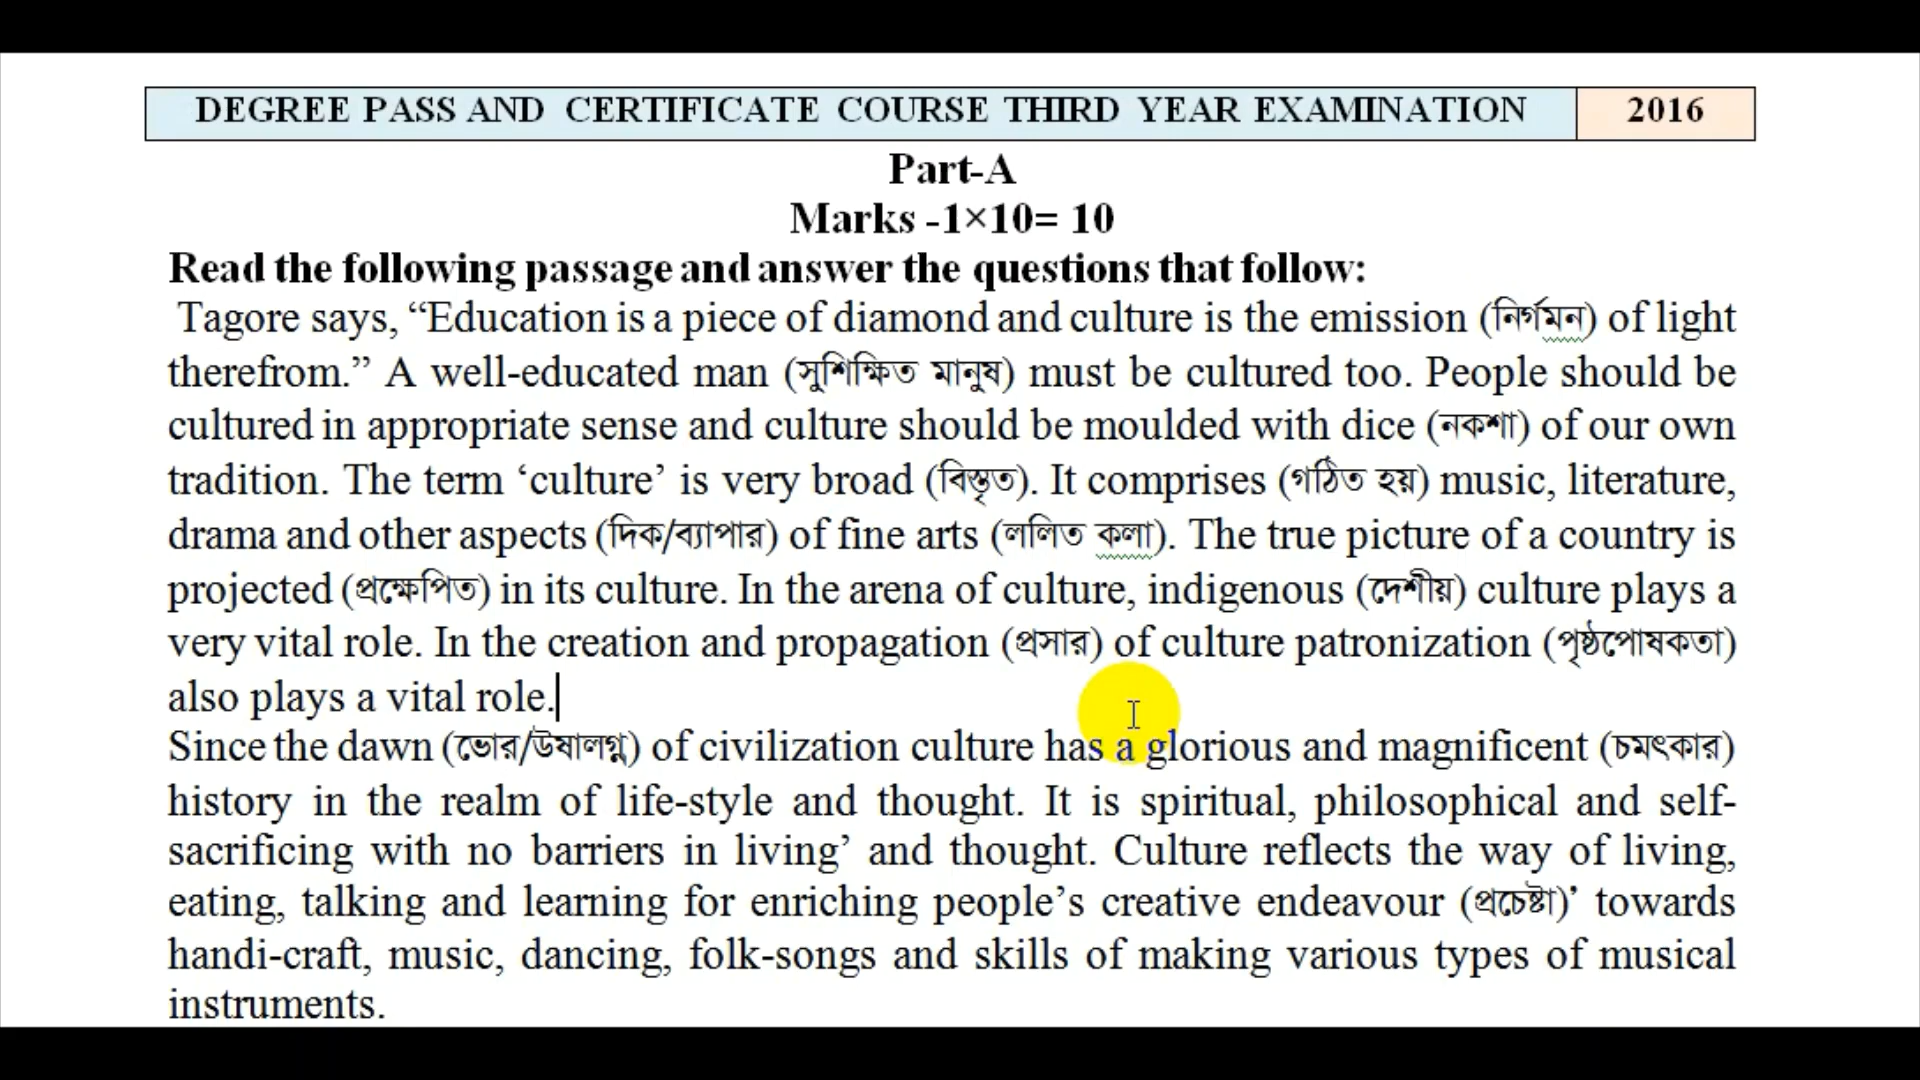 DEGREE PASS AND CERTIFICATE COURSE THIRD YEAR EXAMINATION 2016
Part-A
Marks -1×10= 10
Read the following passage and answer the questions that follow:
Tagore says, “Education is a piece of diamond and culture is the emission (নির্গমন) of light
therefrom.” A well-educated man (সুশিক্ষিত মানুষ) must be cultured too. People should be
cultured in appropriate sense and culture should be moulded with dice (নকশা) of our own
tradition. The term ‘culture’ is very broad (বিস্তৃত). It comprises (গঠিত হয়) music, literature,
drama and other aspects (দিক/ব্যাপার) of fine arts (ললিত কলা). The true picture of a country is
projected (প্রক্ষেপিত) in its culture. In the arena of culture, indigenous (দেশীয়) culture plays a
very vital role. In the creation and propagation (প্রসার) of culture patronization (পৃষ্ঠপোষকতা)
also plays a vital role.
Since the dawn (ভোর/উষালগ্ন) of civilization culture has a glorious and magnificent (চমৎকার)
history in the realm of life-style and thought. It is spiritual, philosophical and self-
sacrificing with no barriers in living’ and thought. Culture reflects the way of living,
eating, talking and learning for enriching people’s creative endeavour (প্রচেষ্টা)’ towards
handi-craft, music, dancing, folk-songs and skills of making various types of musical
instruments.